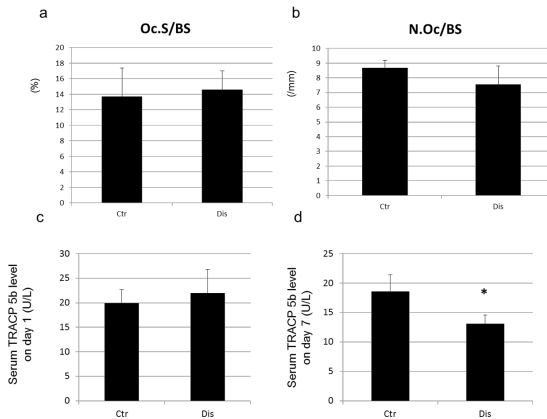 a
Oc.S/BS
(%)
20
18
16
14
12
10
8
6
4
2
0
Ctr
Dis
b
N.Oc/BS
(/mm)
9
8
7
6
5
4
3
2
1
0
Ctr
Dis
c
Serum TRACP 5b level
on day 1 (U/L)
30
25
20
15
10
5
0
Ctr
Dis
d
Serum TRACP 5b level
on day 7 (U/L)
25
20
15
10
5
0
*
Ctr
Dis